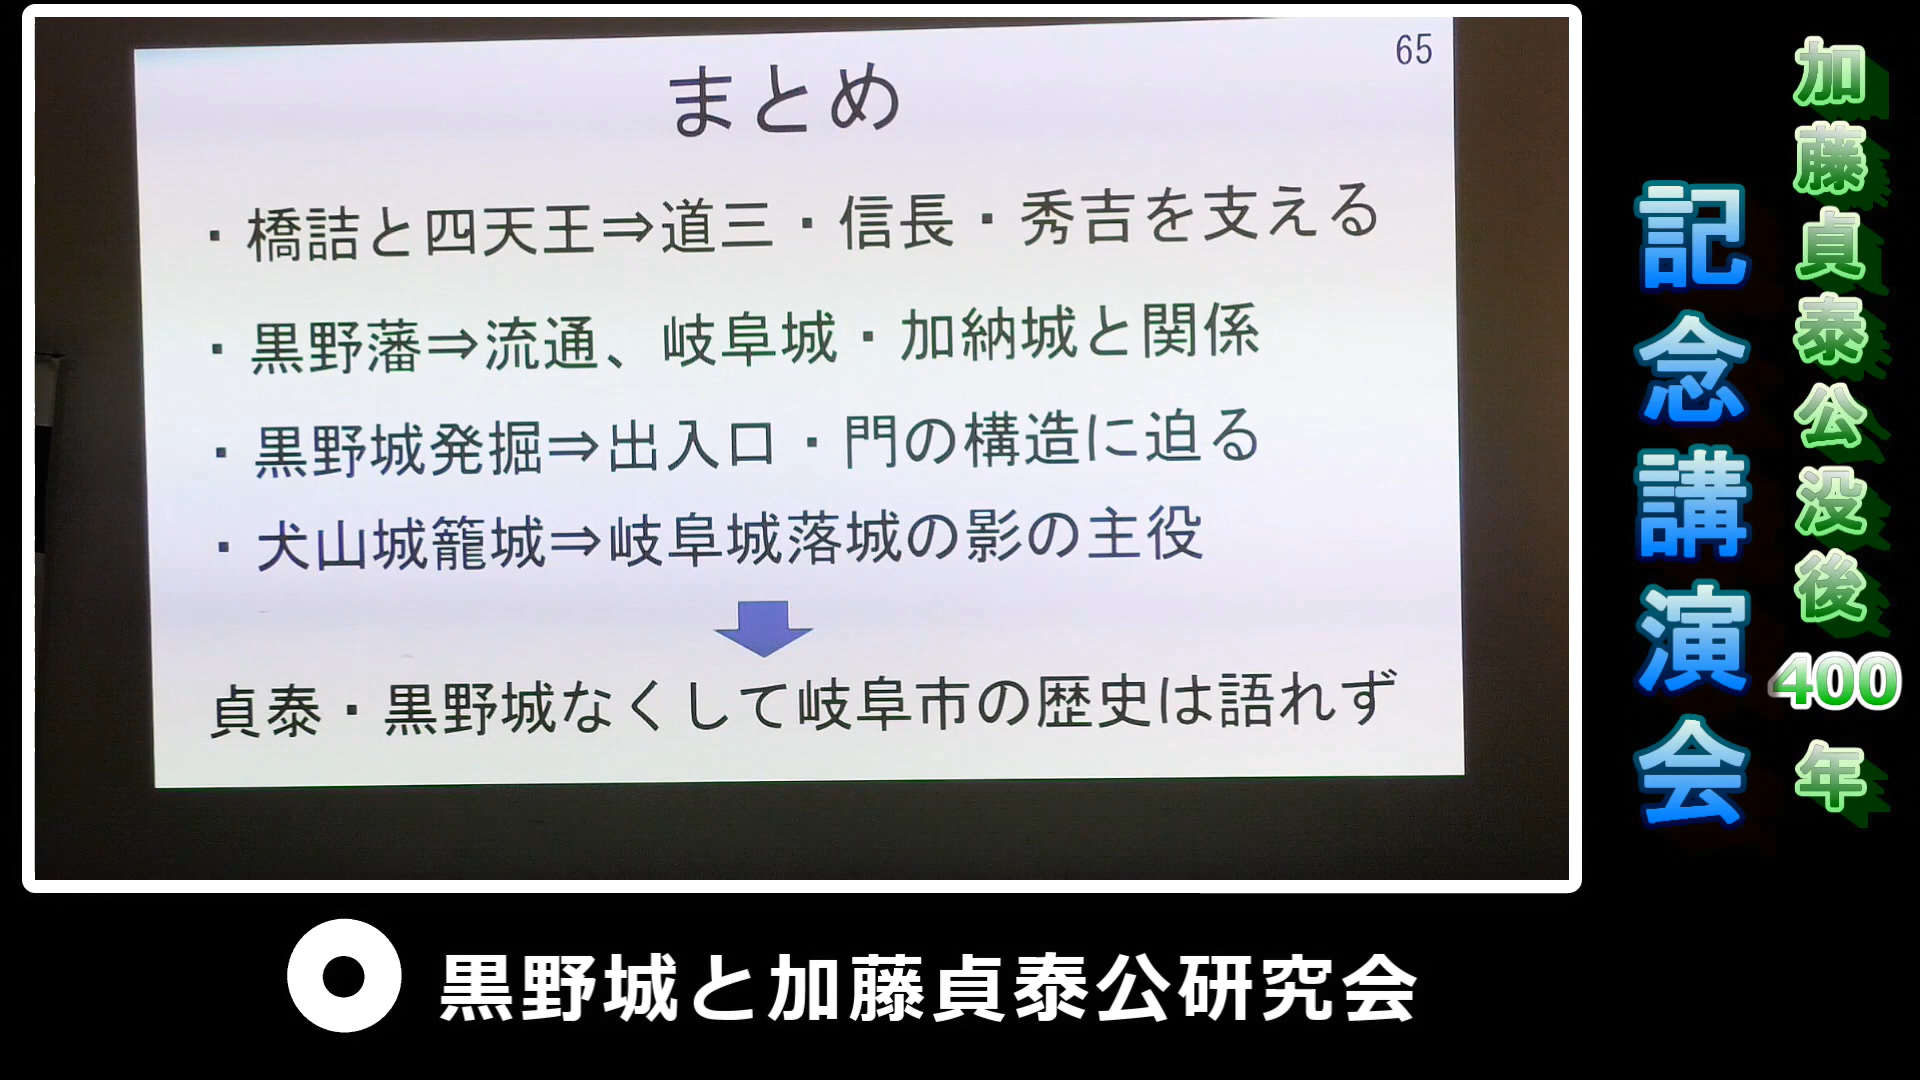 65
まとめ
・橋詰と四天王⇒道三・信長・秀吉を支える
・黒野藩⇒流通、岐阜城・加納城と関係
・黒野城発掘⇒出入口・門の構造に迫る
・犬山城籠城⇒岐阜城落城の影の主役
貞泰・黒野城なくして岐阜市の歴史は語れず
加藤貞泰公没後400年
記念講演会
黒野城と加藤貞泰公研究会